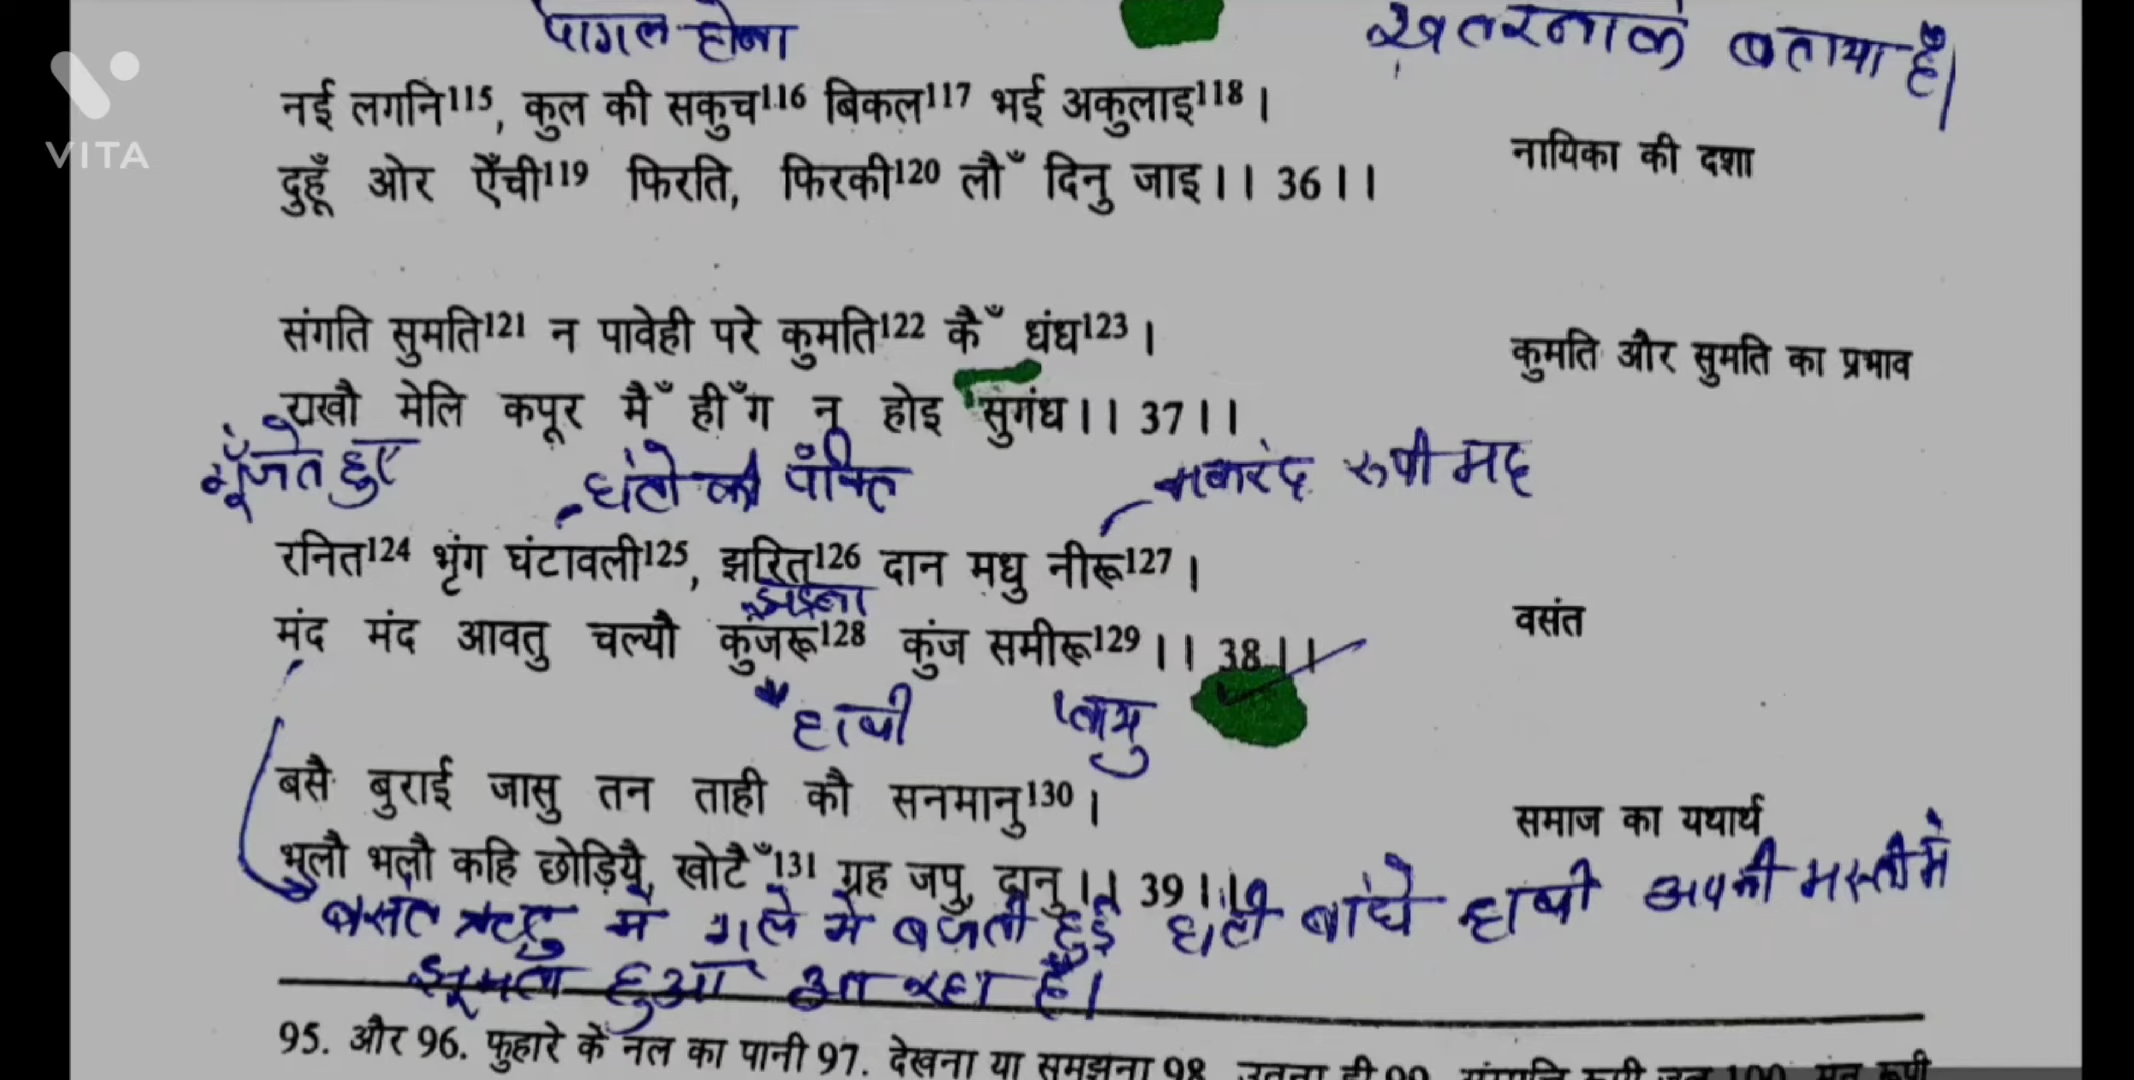 पागल होना
खतरनाक बताया है।
VITA
नई लगनि115, कुल की सकुच116 बिकल117 भई अकुलाइ118 ।
दुहूँ ओर ऐँची119 फिरति, फिरकी120 लौँ दिनु जाइ।। 36 ।।
नायिका की दशा
संगति सुमति121 न पावेही परे कुमति122 कैँ धंध123 ।
राखौ मेलि कपूर मैँ हीँग न होइ सुगंध।। 37 ।।
कुमति और सुमति का प्रभाव
गूँजते हुए
घंटो की पंक्ति
मकरंद रुपी मद
रनित124 भृंग घंटावली125, झरित126 दान मधु नीरू127 ।
झड़ना
मंद मंद आवतु चल्यौ कुंजरू128 कुंज समीरू129 ।। 38 ।।
वसंत
हाथी
वायु
बसै बुराई जासु तन ताही कौ सनमानु130 ।
भलौ भलौ कहि छोड़ियै, खोटैँ131 ग्रह जपु, दानु ।। 39 ।।
समाज का यथार्थ
बसंत ऋतु में गले मे बजती हुई घंटी बांधे हाथी अपनी मस्ती मे
झूमता हुआ आ रहा है।
95. और 96. फुहारे के नल का पानी 97. देखना या समझना 98.